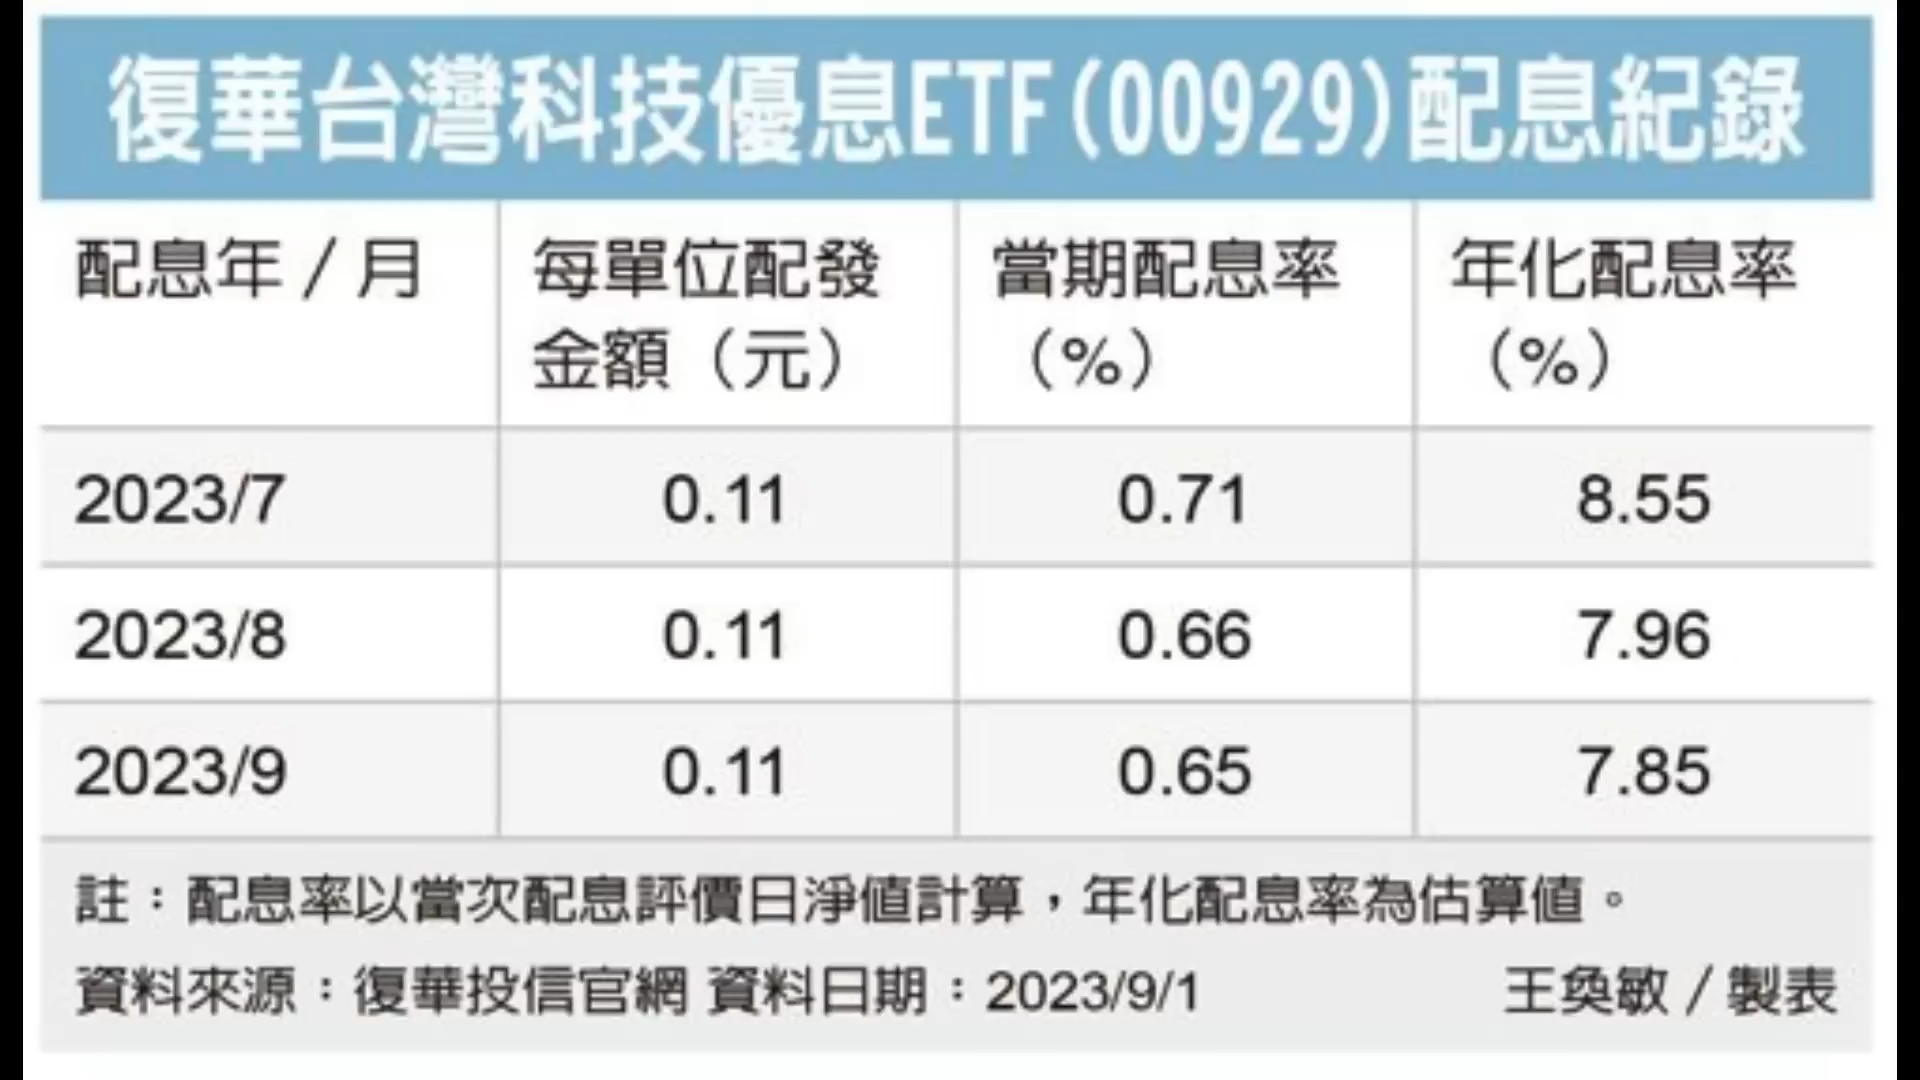 復華台灣科技優息ETF(00929)配息紀錄
配息年／月 每單位配發金額（元） 當期配息率（%） 年化配息率（%）
2023/7 0.11 0.71 8.55
2023/8 0.11 0.66 7.96
2023/9 0.11 0.65 7.85
註：配息率以當次配息評價日淨值計算，年化配息率為估算值。
資料來源：復華投信官網 資料日期：2023/9/1 王奐敏／製表